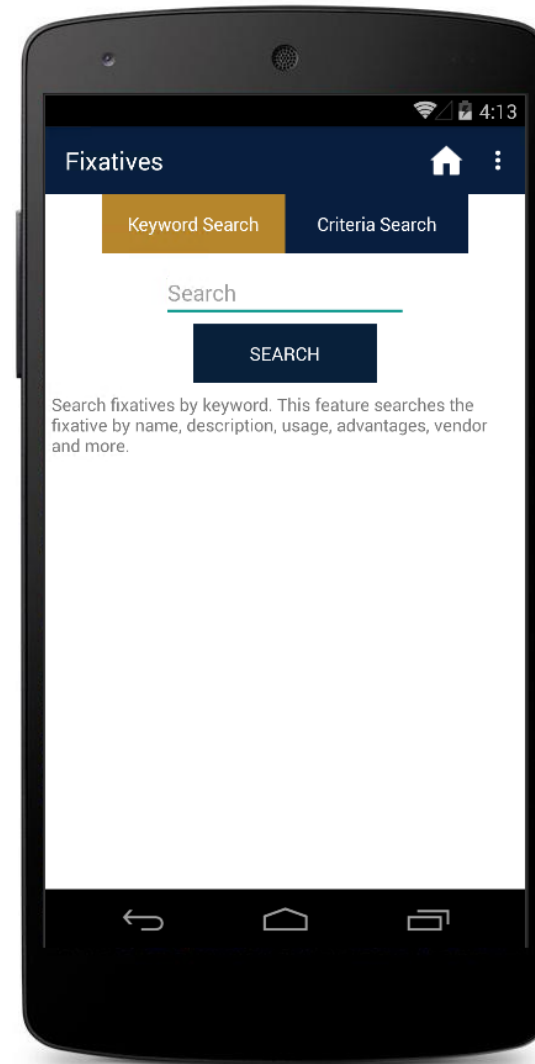 4:13
Fixatives
Keyword Search Criteria Search
Search
SEARCH
Search fixatives by keyword. This feature searches the
fixative by name, description, usage, advantages, vendor
and more.